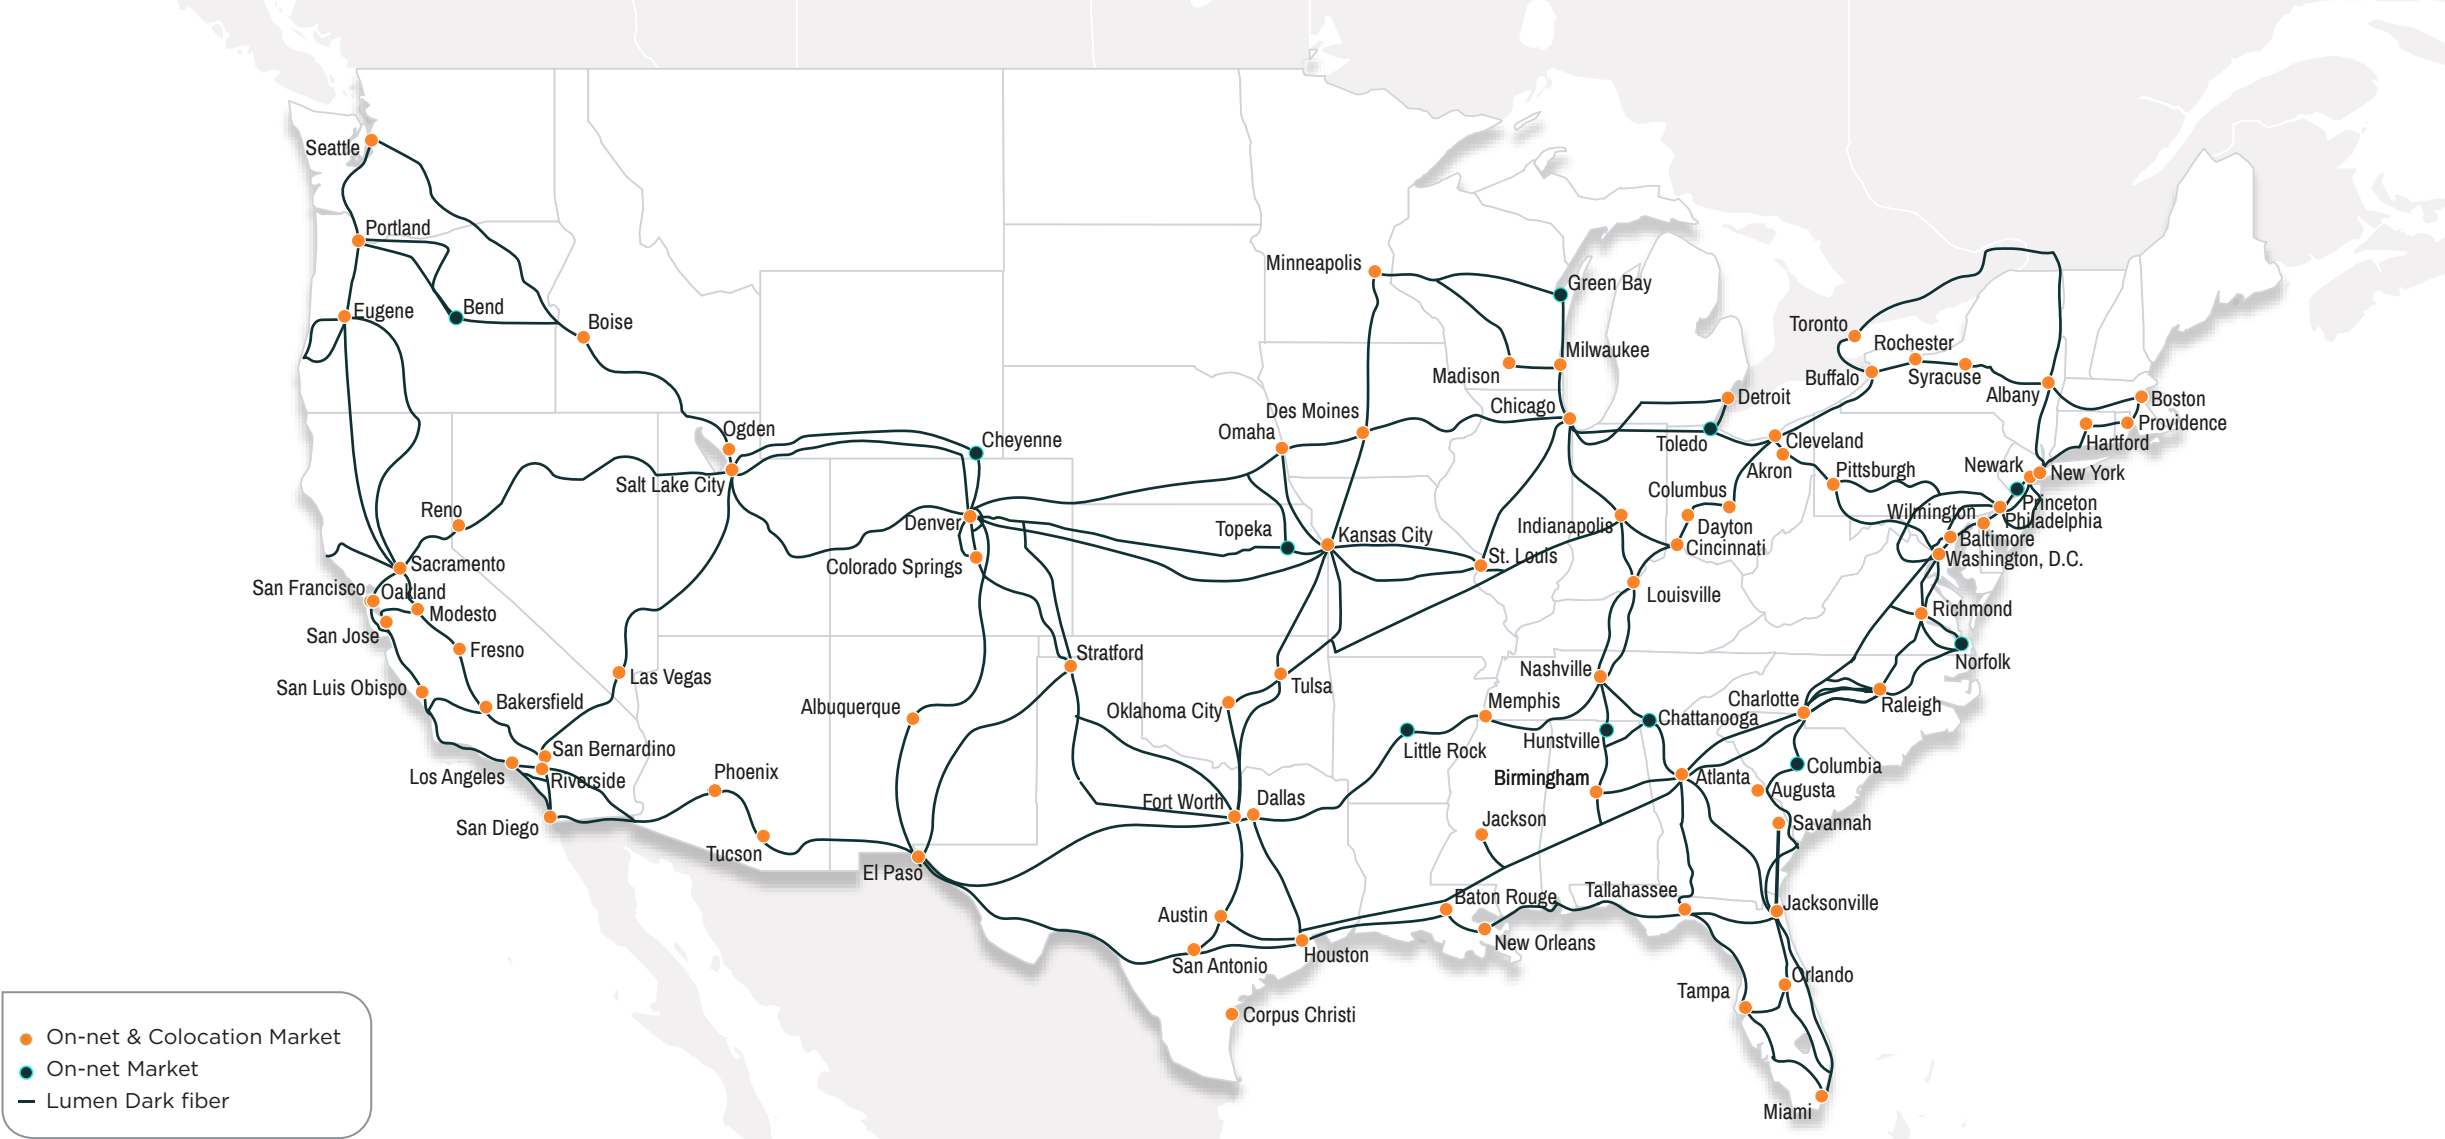 Seattle
Portland
Eugene
Bend
Boise
Minneapolis
Green Bay
Toronto
Rochester
Milwaukee
Madison
Buffalo
Syracuse
Albany
Boston
Providence
Hartford
Detroit
Chicago
Des Moines
Omaha
Ogden
Cheyenne
Toledo
Cleveland
Akron
Pittsburgh
Newark
New York
Salt Lake City
Reno
Columbus
Princeton
Wilmington
Philadelphia
Denver
Topeka
Kansas City
Indianapolis
Dayton
Cincinnati
Baltimore
Washington, D.C.
St. Louis
Sacramento
Colorado Springs
San Francisco
Oakland
Modesto
Louisville
Richmond
San Jose
Fresno
Stratford
Norfolk
Las Vegas
Nashville
San Luis Obispo
Bakersfield
Tulsa
Albuquerque
Oklahoma City
Memphis
Charlotte
Raleigh
Chattanooga
Little Rock
Hunstville
San Bernardino
Los Angeles
Riverside
Phoenix
Birmingham
Atlanta
Columbia
Augusta
Fort Worth
Dallas
San Diego
Jackson
Savannah
Tucson
El Paso
Tallahassee
Baton Rouge
Jacksonville
Austin
New Orleans
Houston
San Antonio
Orlando
Tampa
Corpus Christi
Miami
On-net & Colocation Market
On-net Market
Lumen Dark fiber